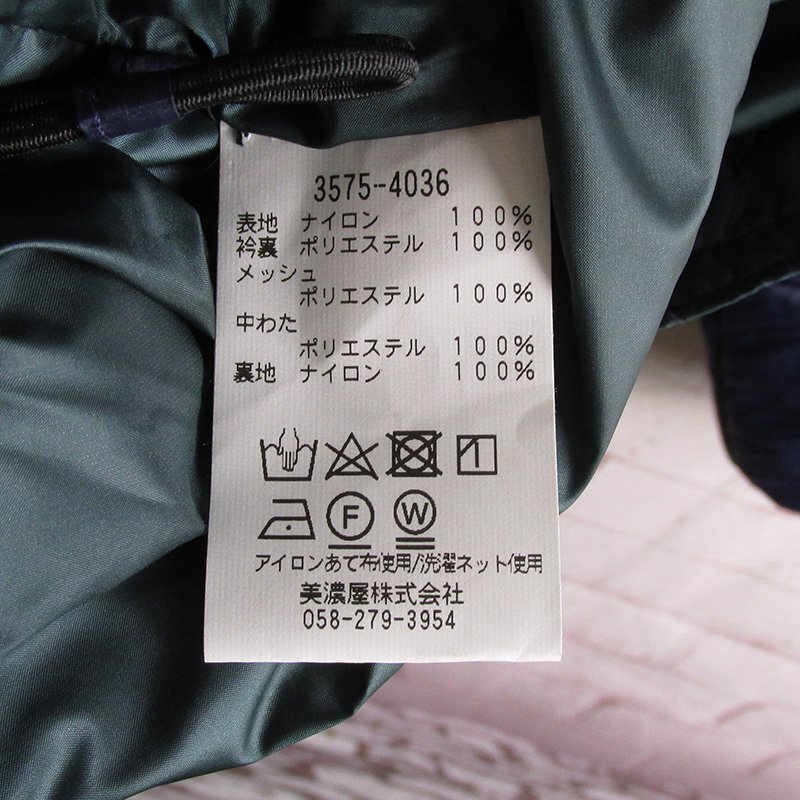 3575-4036
表地 ナイロン 100%
衿裏 ポリエステル 100%
メッシュ
ポリエステル 100%
中わた
ポリエステル 100%
裏地 ナイロン 100%
F W
アイロンあて布使用/洗濯ネット使用
美濃屋株式会社
058-279-3954